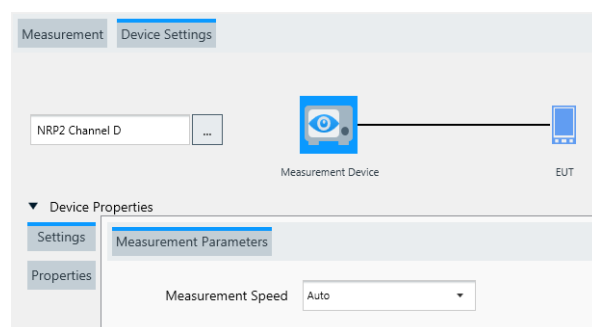 Measurement Device Settings
NRP2 Channel D ...
Measurement Device EUT
Device Properties
Settings Measurement Parameters
Properties
Measurement Speed Auto